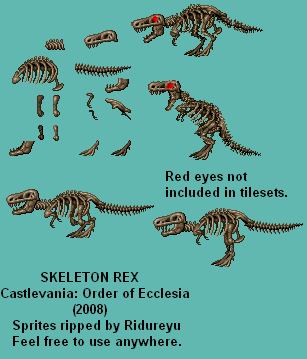 Red eyes not
included in tilesets.
SKELETON REX
Castlevania: Order of Ecclesia
(2008)
Sprites ripped by Ridureyu
Feel free to use anywhere.